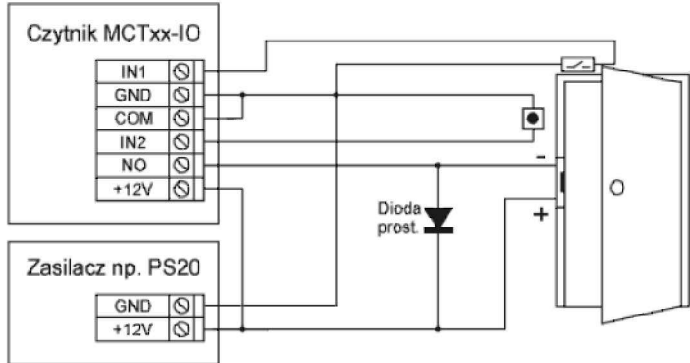 Czytnik MCTxx-IO
IN1
GND
COM
IN2
NO
+12V
-
+
Dioda
prost.
Zasilacz np. PS20
GND
+12V